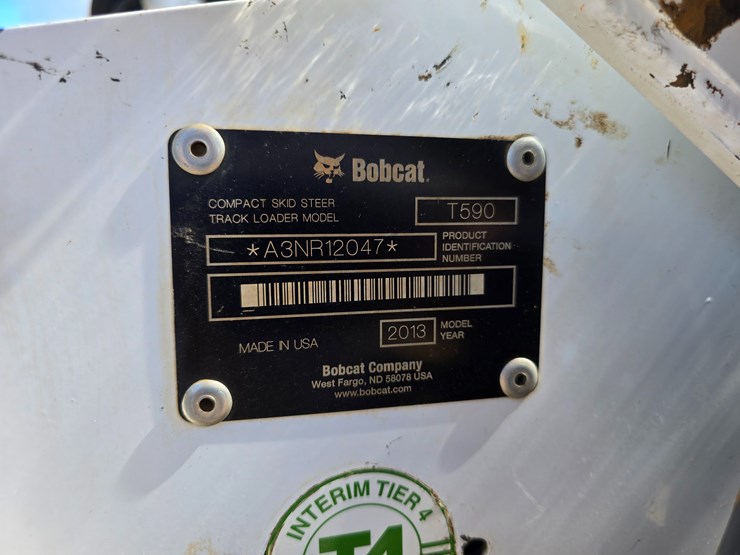 Bobcat.
COMPACT SKID STEER
TRACK LOADER MODEL
T590
*A3NR12047*
PRODUCT
IDENTIFICATION
NUMBER
MADE IN USA
2013
MODEL
YEAR
Bobcat Company
West Fargo, ND 58078 USA
www.bobcat.com
INTERIM TIER 4
T4